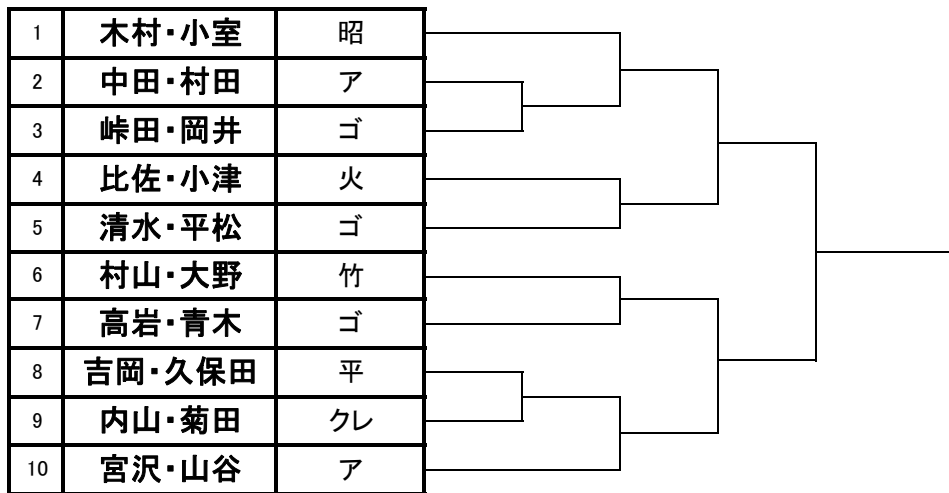 1 木村・小室 昭
2 中田・村田 ア
3 峠田・岡井 ゴ
4 比佐・小津 火
5 清水・平松 ゴ
6 村山・大野 竹
7 高岩・青木 ゴ
8 吉岡・久保田 平
9 内山・菊田 クレ
10 宮沢・山谷 ア